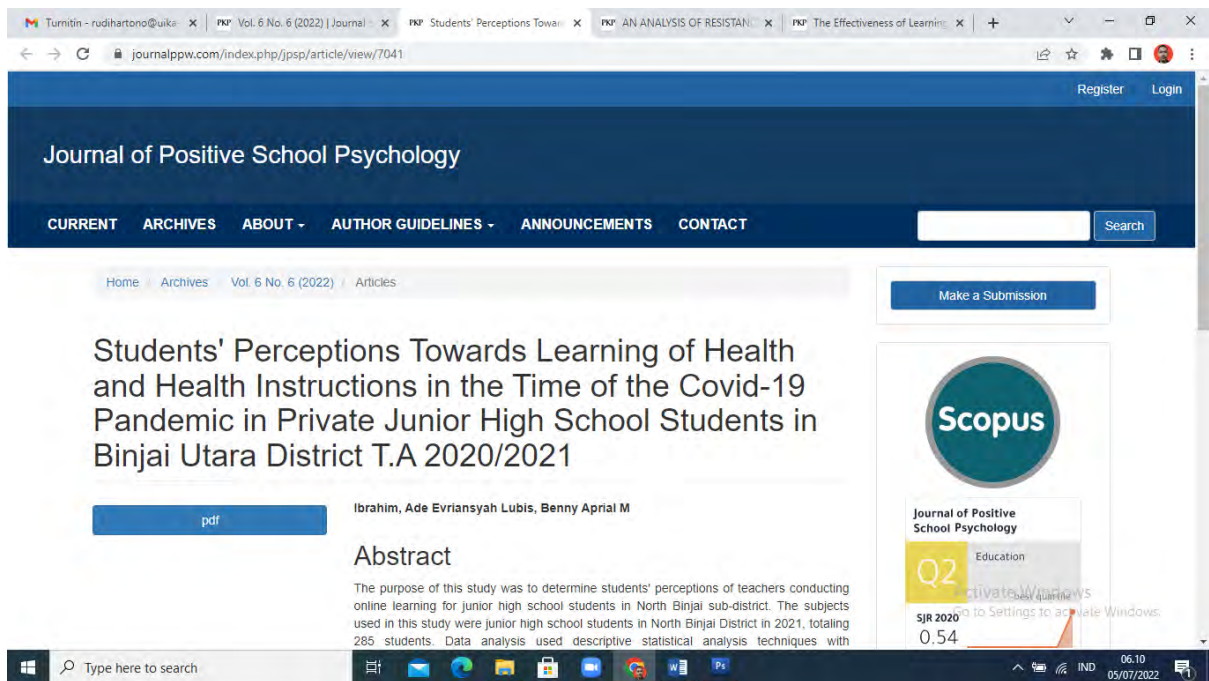 Turnitin - rudihartono@uika
PKP Vol. 6 No. 6 (2022) | Journal
PKP Students' Perceptions Towar
PKP AN ANALYSIS OF RESISTAN
PKP The Effectiveness of Learnin
journalppw.com/index.php/jpsp/article/view/7041
Register Login
Journal of Positive School Psychology
CURRENT ARCHIVES ABOUT AUTHOR GUIDELINES ANNOUNCEMENTS CONTACT Search
Home / Archives / Vol. 6 No. 6 (2022) / Articles
Make a Submission
Students' Perceptions Towards Learning of Health
and Health Instructions in the Time of the Covid-19
Pandemic in Private Junior High School Students in
Binjai Utara District T.A 2020/2021
Scopus
pdf
Ibrahim, Ade Evriansyah Lubis, Benny Aprial M
Abstract
The purpose of this study was to determine students' perceptions of teachers conducting
online learning for junior high school students in North Binjai sub-district. The subjects
used in this study were junior high school students in North Binjai District in 2021, totaling
285 students. Data analysis used descriptive statistical analysis techniques with
Journal of Positive
School Psychology
Q2
Education
best quartile
SJR 2020
0.54
Activate Windows
Go to Settings to activate Windows.
Type here to search
Ps
IND
06.10
05/07/2022
1